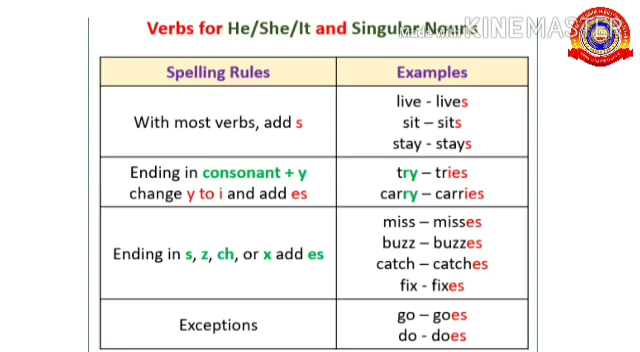 Verbs for He/She/It and Singular Nouns
Made with KINEMASTER
Spelling Rules
Examples
With most verbs, add s
live - lives
sit – sits
stay - stays
Ending in consonant + y
change y to i and add es
try – tries
carry – carries
Ending in s, z, ch, or x add es
miss – misses
buzz – buzzes
catch – catches
fix - fixes
Exceptions
go – goes
do - does